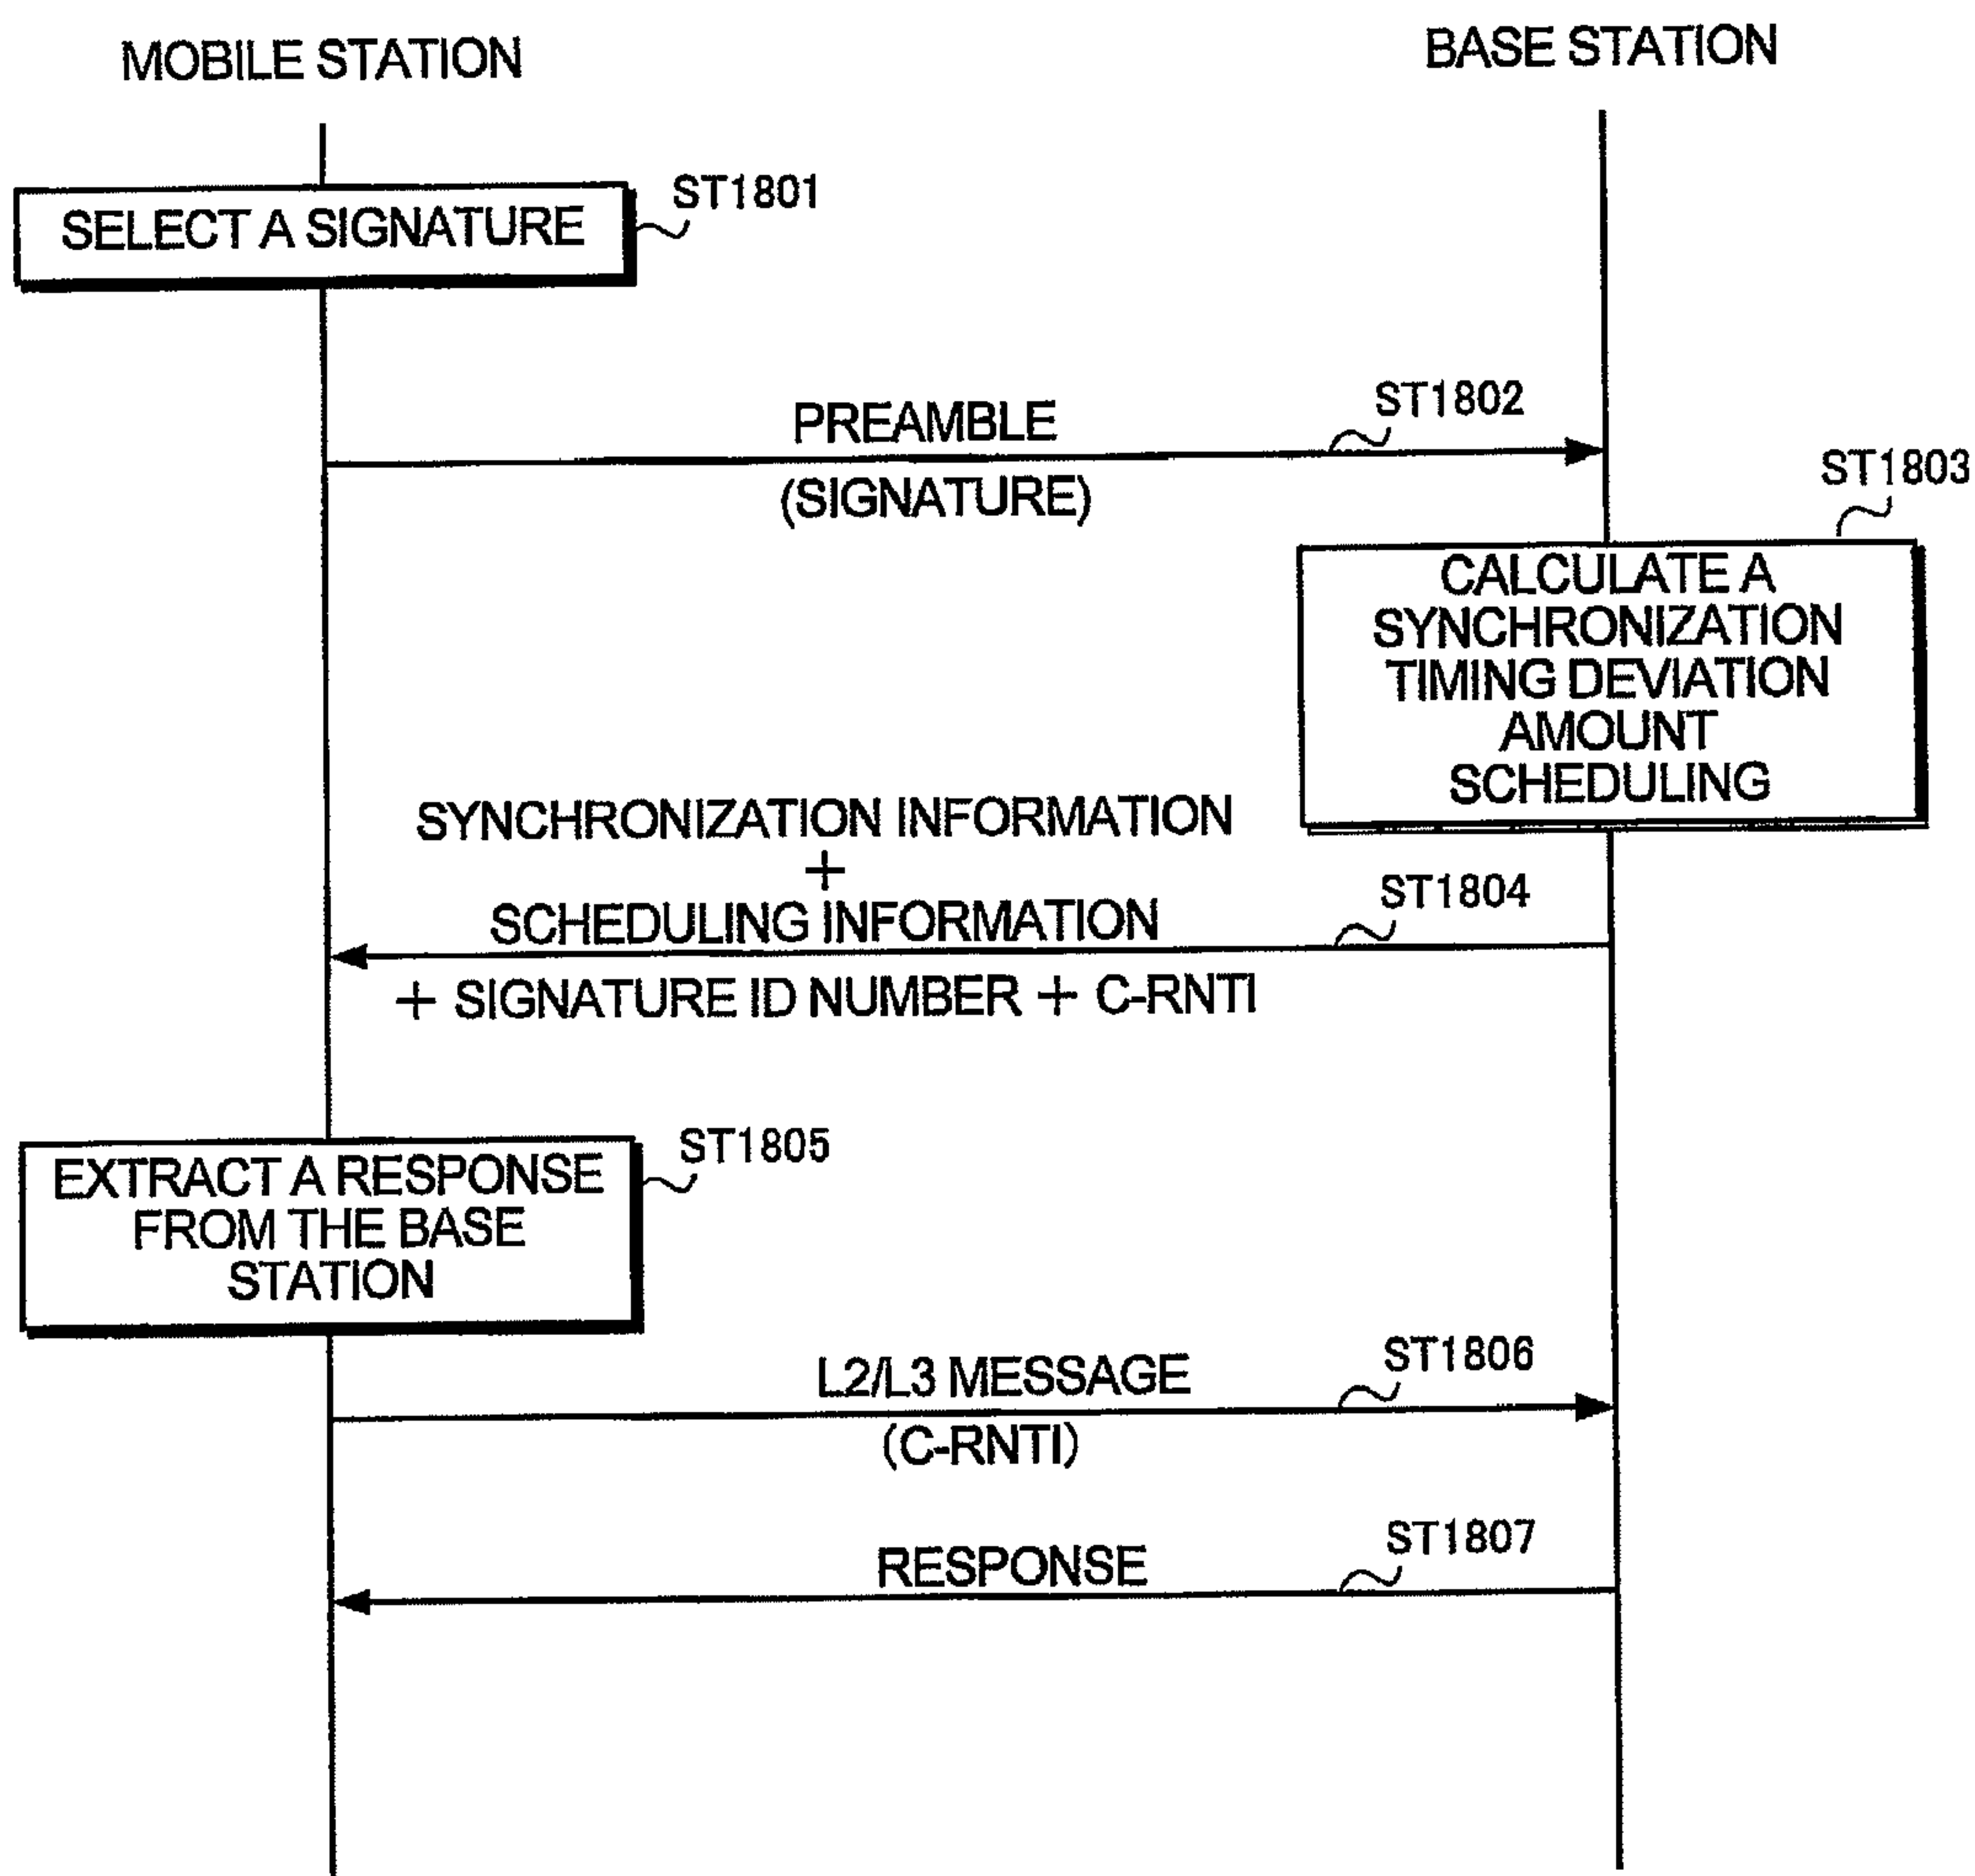 MOBILE STATION
BASE STATION
SELECT A SIGNATURE
ST1801
PREAMBLE
ST1802
(SIGNATURE)
ST1803
CALCULATE A
SYNCHRONIZATION
TIMING DEVIATION
AMOUNT
SCHEDULING
SYNCHRONIZATION INFORMATION
+
SCHEDULING INFORMATION
ST1804
+ SIGNATURE ID NUMBER + C-RNTI
EXTRACT A RESPONSE
FROM THE BASE
STATION
ST1805
L2/L3 MESSAGE
ST1806
(C-RNTI)
RESPONSE
ST1807